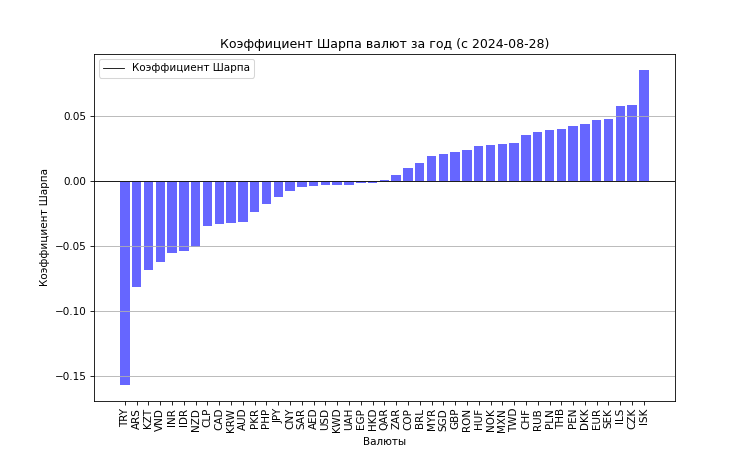 Коэффициент Шарпа валют за год (с 2024-08-28)
Коэффициент Шарпа
Коэффициент Шарпа
0.05
0.00
−0.05
−0.10
−0.15
TRY ARS KZT VND INR IDR NZD CLP CAD KRW AUD PKR PHP JPY CNY SAR AED USD KWD UAH EGP HKD QAR ZAR COP BRL MYR SGD GBP RON HUF NOK MXN TWD CHF RUB PLN THB PEN DKK EUR SEK ILS CZK ISK
Валюты